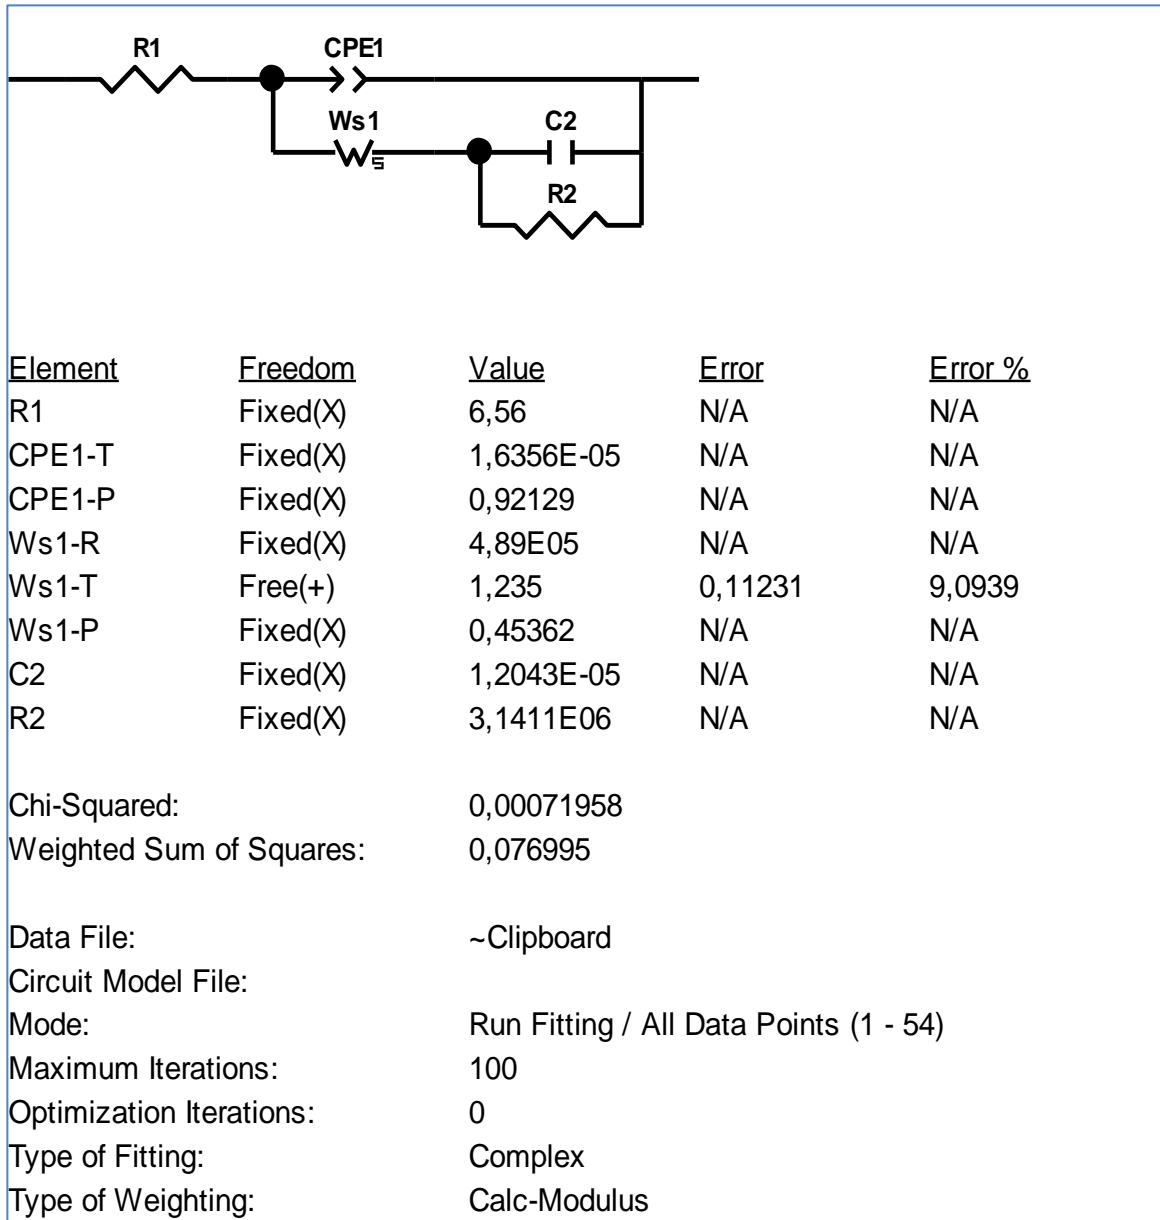 R1 CPE1
Ws1 C2
R2
Element Freedom Value Error Error %
R1 Fixed(X) 6,56 N/A N/A
CPE1-T Fixed(X) 1,6356E-05 N/A N/A
CPE1-P Fixed(X) 0,92129 N/A N/A
Ws1-R Fixed(X) 4,89E05 N/A N/A
Ws1-T Free(+) 1,235 0,11231 9,0939
Ws1-P Fixed(X) 0,45362 N/A N/A
C2 Fixed(X) 1,2043E-05 N/A N/A
R2 Fixed(X) 3,1411E06 N/A N/A
Chi-Squared: 0,00071958
Weighted Sum of Squares: 0,076995
Data File: ~Clipboard
Circuit Model File:
Mode: Run Fitting / All Data Points (1 - 54)
Maximum Iterations: 100
Optimization Iterations: 0
Type of Fitting: Complex
Type of Weighting: Calc-Modulus